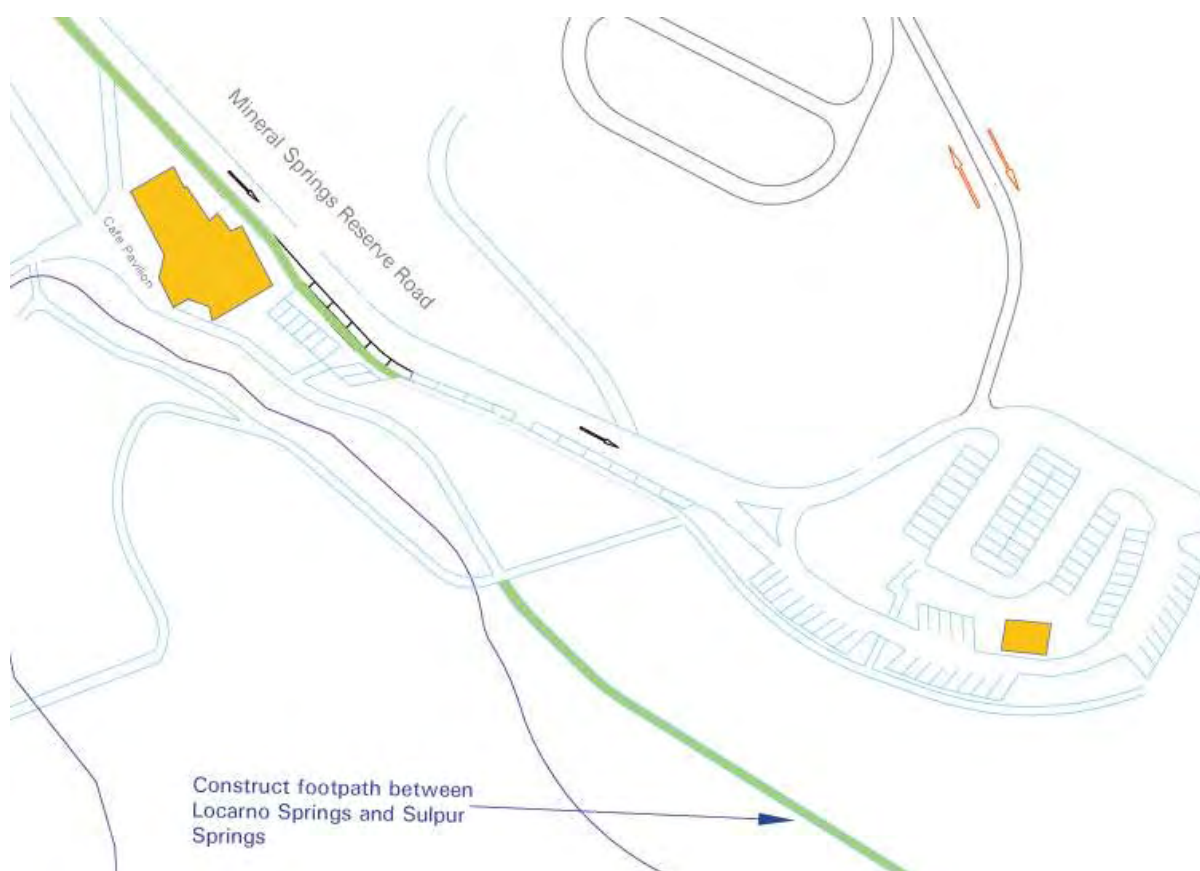 Mineral Springs Reserve Road
Cafe Pavilion
Construct footpath between
Locarno Springs and Sulpur
Springs